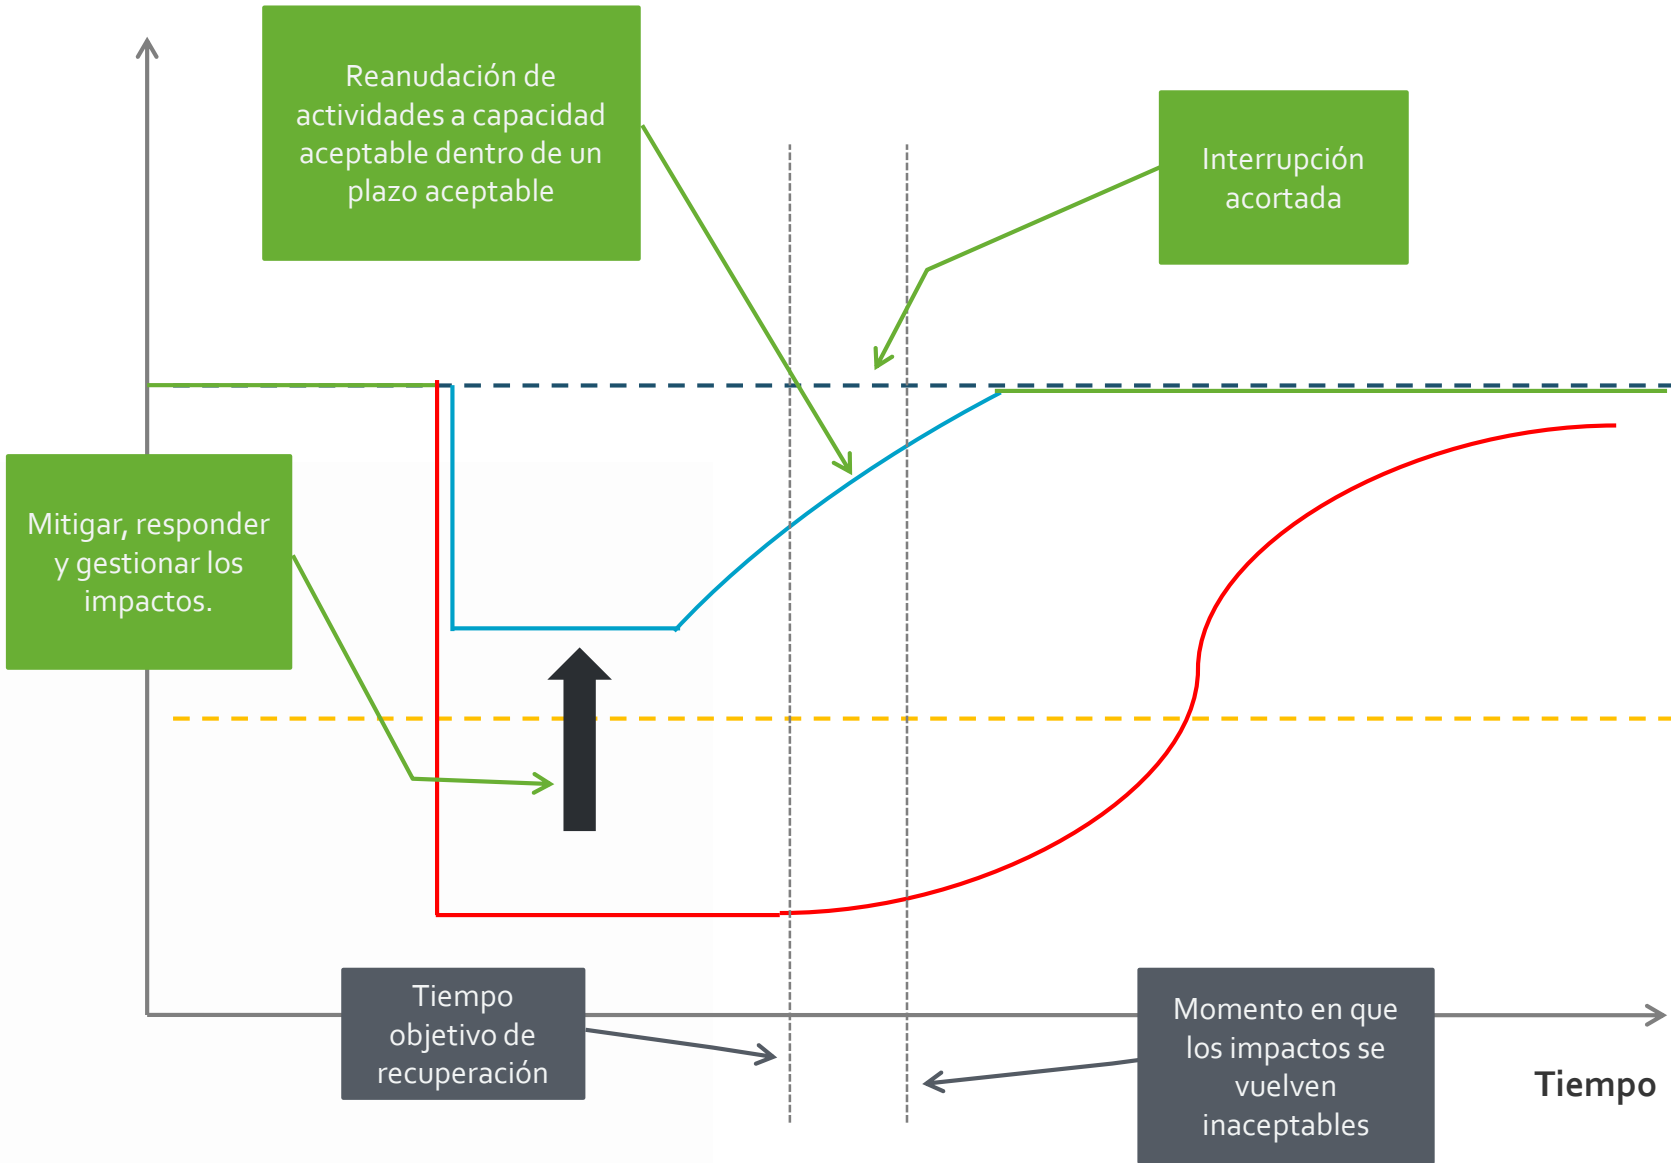 Reanudación de
actividades a capacidad
aceptable dentro de un
plazo aceptable
Interrupción
acortada
Mitigar, responder
y gestionar los
impactos.
Tiempo
objetivo de
recuperación
Momento en que
los impactos se
vuelven
inaceptables
Tiempo